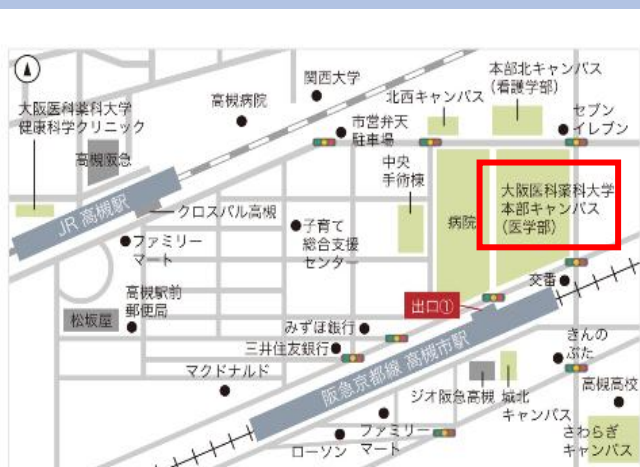 本部北キャンパス
(看護学部)
関西大学
北西キャンパス
高槻病院
セブン
イレブン
大阪医科薬科大学
健康科学クリニック
市営弁天
駐車場
高槻阪急
中央
手術棟
大阪医科薬科大学
本部キャンパス
(医学部)
病院
JR 高槻駅
クロスパル高槻
子育て
総合支援
センター
ファミリー
マート
交番
高槻駅前
郵便局
出口①
松坂屋
みずほ銀行
三井住友銀行
きんの
ぶた
マクドナルド
阪急京都線 高槻市駅
ジオ阪急高槻
城北
キャンパス
高槻高校
ファミリー
マート
ローソン
さわらぎ
キャンパス